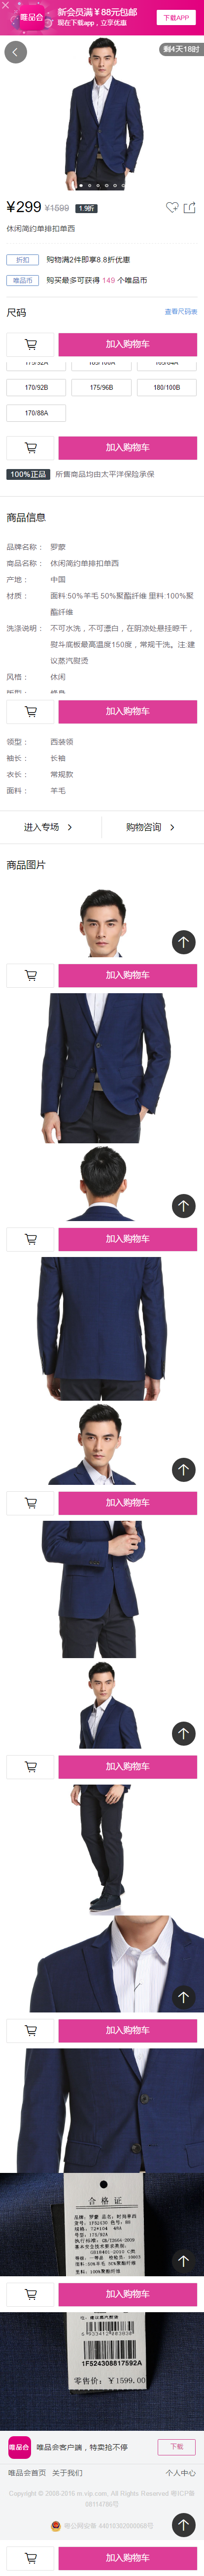 唯品会
新会员满￥88元包邮
现在下载app，立享优惠
下载APP
剩4天18时
¥299 ¥1599 1.9折
休闲简约单排扣单西
折扣 购物满2件即享8.8折优惠
唯品币 购买最多可获得 149 个唯品币
尺码 查看尺码表
加入购物车
175/92A 185/100A 165/84A
170/92B 175/96B 180/100B
170/88A
加入购物车
100%正品 所售商品均由太平洋保险承保
商品信息
品牌名称： 罗蒙
商品名称： 休闲简约单排扣单西
产地： 中国
材质： 面料:50%羊毛 50%聚酯纤维 里料:100%聚
酯纤维
洗涤说明： 不可水洗，不可漂白，在阴凉处悬挂晾干，
熨斗底板最高温度150度，常规干洗。注:建
议蒸汽熨烫
风格： 休闲
版型： 修身
加入购物车
领型： 西装领
袖长： 长袖
衣长： 常规款
面料： 羊毛
进入专场 购物咨询
商品图片
加入购物车
加入购物车
加入购物车
加入购物车
加入购物车
合格证
加入购物车
1F524308817592A
零售价：￥1599.00
唯品会
唯品会客户端，特卖抢不停
下载
唯品会首页 关于我们 个人中心
Copyright © 2008-2016 m.vip.com, All Rights Reserved 粤ICP备
08114786号
加入购物车